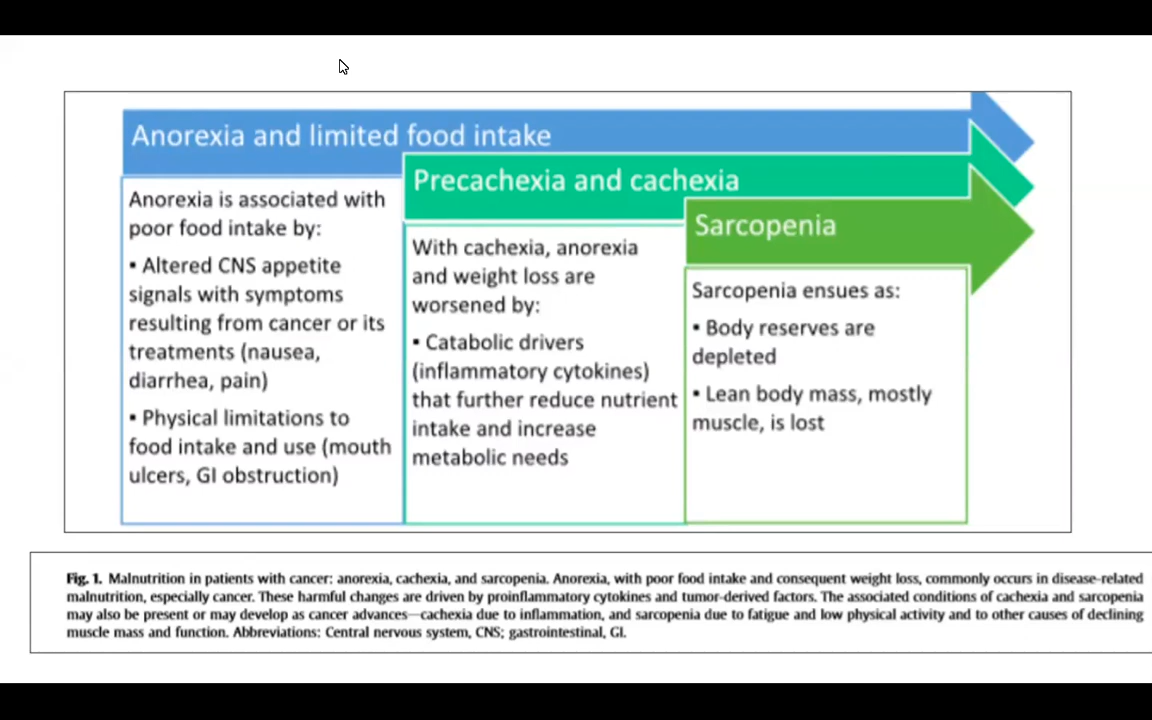 Anorexia and limited food intake
Anorexia is associated with
poor food intake by:
▪ Altered CNS appetite
signals with symptoms
resulting from cancer or its
treatments (nausea,
diarrhea, pain)
▪ Physical limitations to
food intake and use (mouth
ulcers, GI obstruction)
Precachexia and cachexia
With cachexia, anorexia
and weight loss are
worsened by:
▪ Catabolic drivers
(inflammatory cytokines)
that further reduce nutrient
intake and increase
metabolic needs
Sarcopenia
Sarcopenia ensues as:
▪ Body reserves are
depleted
▪ Lean body mass, mostly
muscle, is lost
Fig. 1. Malnutrition in patients with cancer: anorexia, cachexia, and sarcopenia. Anorexia, with poor food intake and consequent weight loss, commonly occurs in disease-related
malnutrition, especially cancer. These harmful changes are driven by proinflammatory cytokines and tumor-derived factors. The associated conditions of cachexia and sarcopenia
may also be present or may develop as cancer advances—cachexia due to inflammation, and sarcopenia due to fatigue and low physical activity and to other causes of declining
muscle mass and function. Abbreviations: Central nervous system, CNS; gastrointestinal, GI.